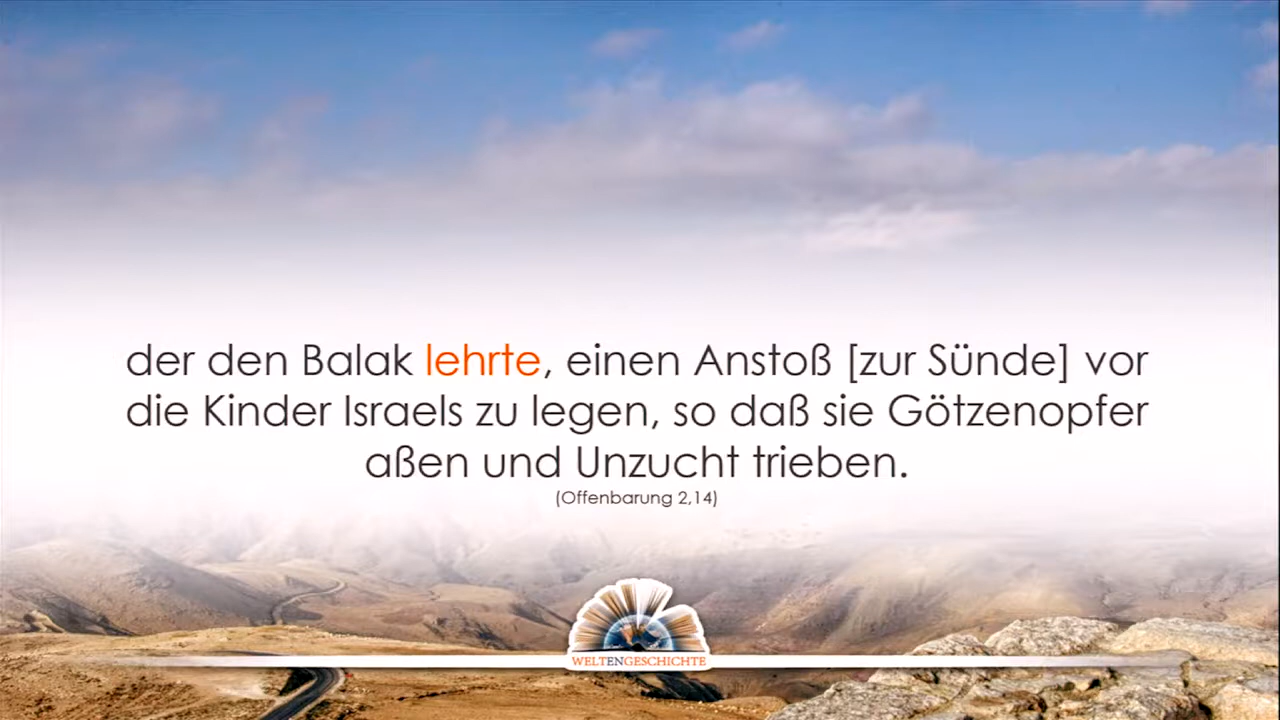 der den Balak lehrte, einen Anstoß [zur Sünde] vor
die Kinder Israels zu legen, so daß sie Götzenopfer
aßen und Unzucht trieben.
(Offenbarung 2,14)
WELTENGESCHICHTE